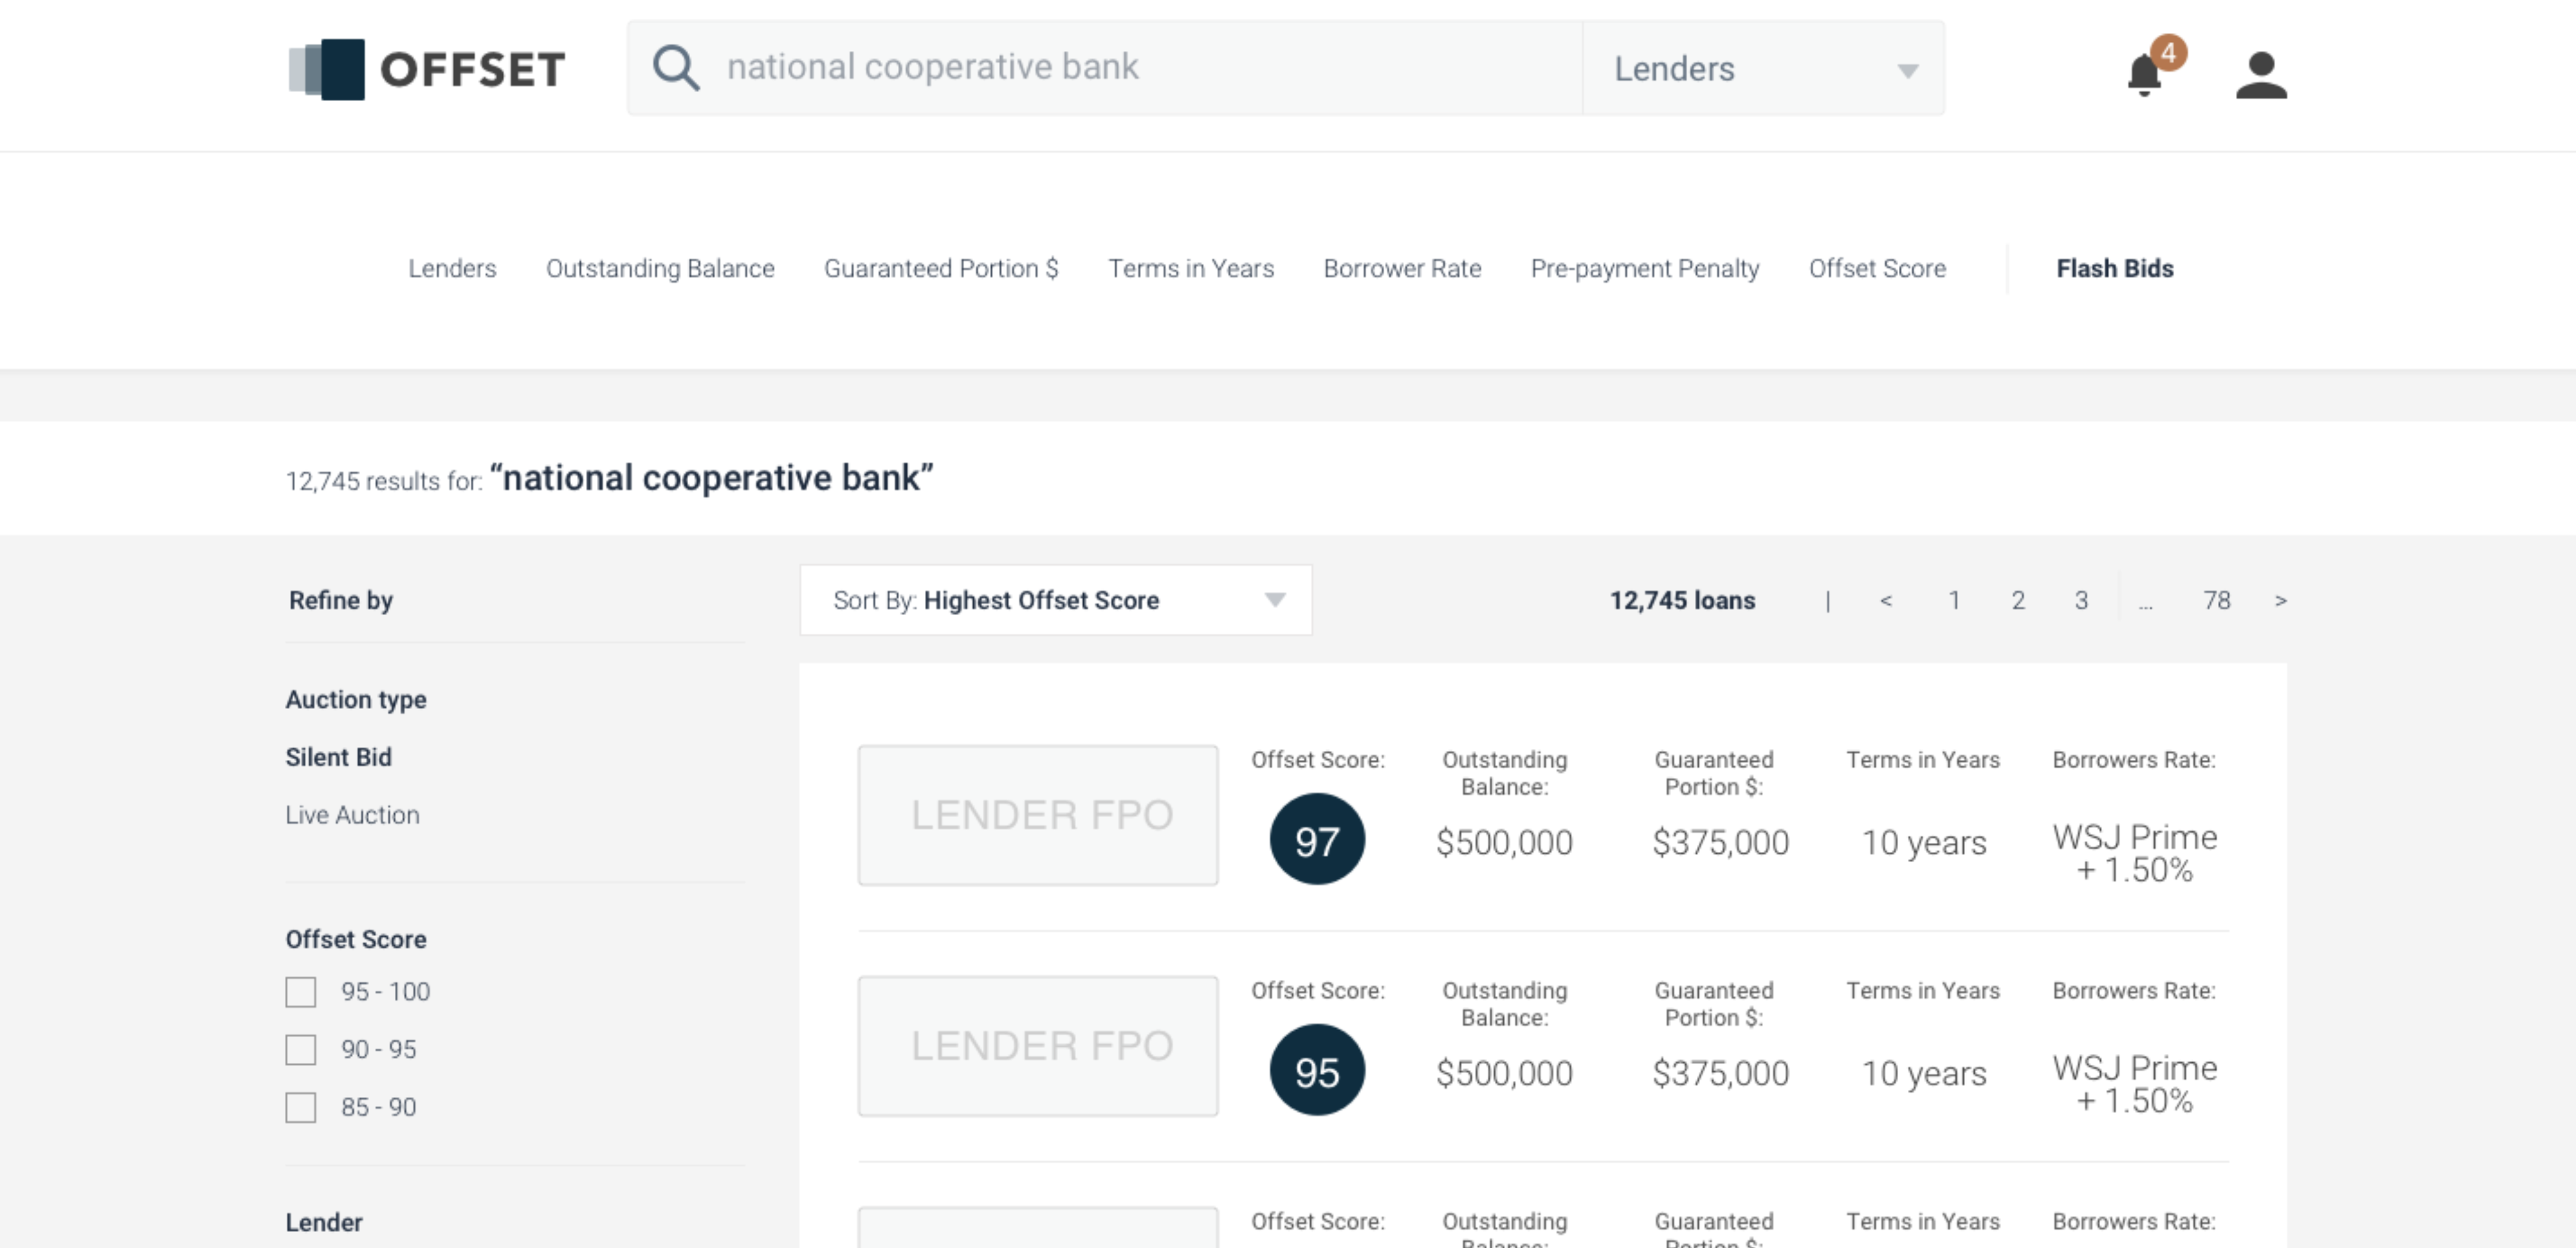 OFFSET
national cooperative bank
Lenders
4
Lenders Outstanding Balance Guaranteed Portion $ Terms in Years Borrower Rate Pre-payment Penalty Offset Score Flash Bids
12,745 results for: “national cooperative bank”
Refine by
Auction type
Silent Bid
Live Auction
Offset Score
95 - 100
90 - 95
85 - 90
Lender
Sort By: Highest Offset Score
12,745 loans | < 1 2 3 ... 78 >
LENDER FPO
Offset Score:
97
Outstanding
Balance:
$500,000
Guaranteed
Portion $:
$375,000
Terms in Years
10 years
Borrowers Rate:
WSJ Prime
+ 1.50%
LENDER FPO
Offset Score:
95
Outstanding
Balance:
$500,000
Guaranteed
Portion $:
$375,000
Terms in Years
10 years
Borrowers Rate:
WSJ Prime
+ 1.50%
Offset Score:
Outstanding
Balance:
Guaranteed
Portion $:
Terms in Years
Borrowers Rate: